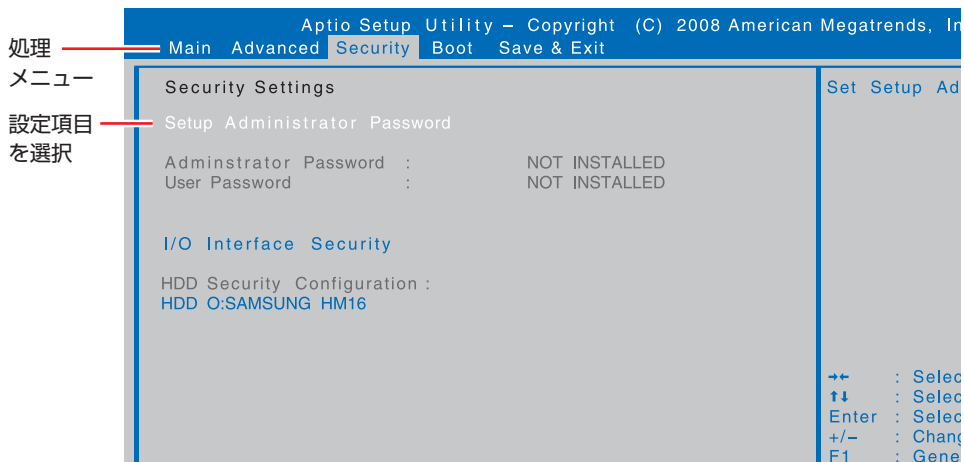 Aptio Setup Utility – Copyright (C) 2008 American Megatrends, In
Main Advanced Security Boot Save & Exit
処理
メニュー
設定項目
を選択
Security Settings
Setup Administrator Password
Adminstrator Password : NOT INSTALLED
User Password : NOT INSTALLED
I/O Interface Security
HDD Security Configuration :
HDD O:SAMSUNG HM16
Set Setup Ad
→← : Selec
↑↓ : Selec
Enter : Selec
+/– : Chang
F1 : Gene